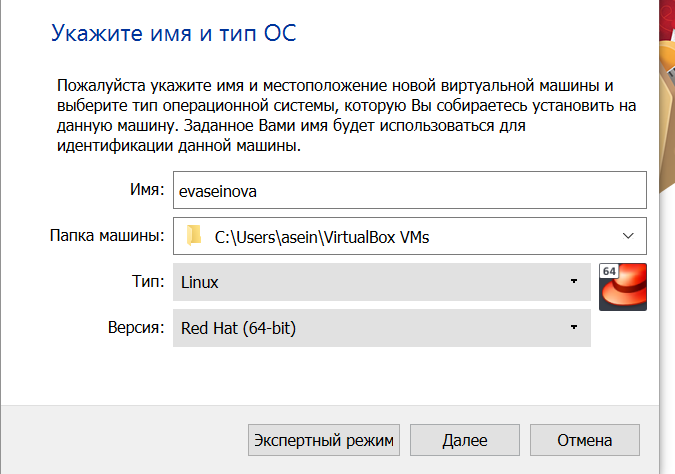 Укажите имя и тип ОС
Пожалуйста укажите имя и местоположение новой виртуальной машины и
выберите тип операционной системы, которую Вы собираетесь установить на
данную машину. Заданное Вами имя будет использоваться для
идентификации данной машины.
Имя: evaseinova
Папка машины: C:\Users\asein\VirtualBox VMs
Тип: Linux
64
Версия: Red Hat (64-bit)
Экспертный режим Далее Отмена